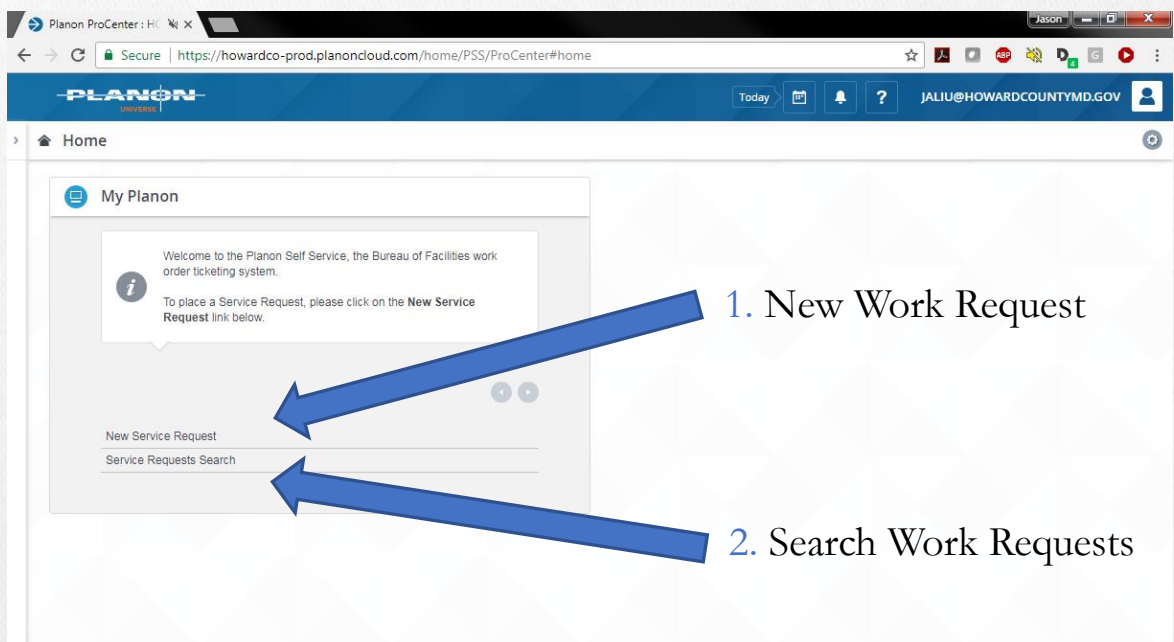 Planon ProCenter : HC
Jason
Secure | https://howardco-prod.planoncloud.com/home/PSS/ProCenter#home
ABP
D 4
G
PLANON
UNIVERSE
Today
?
JALIU@HOWARDCOUNTYMD.GOV
Home
My Planon
Welcome to the Planon Self Service, the Bureau of Facilities work
order ticketing system.
To place a Service Request, please click on the New Service
Request link below.
1. New Work Request
New Service Request
Service Requests Search
2. Search Work Requests